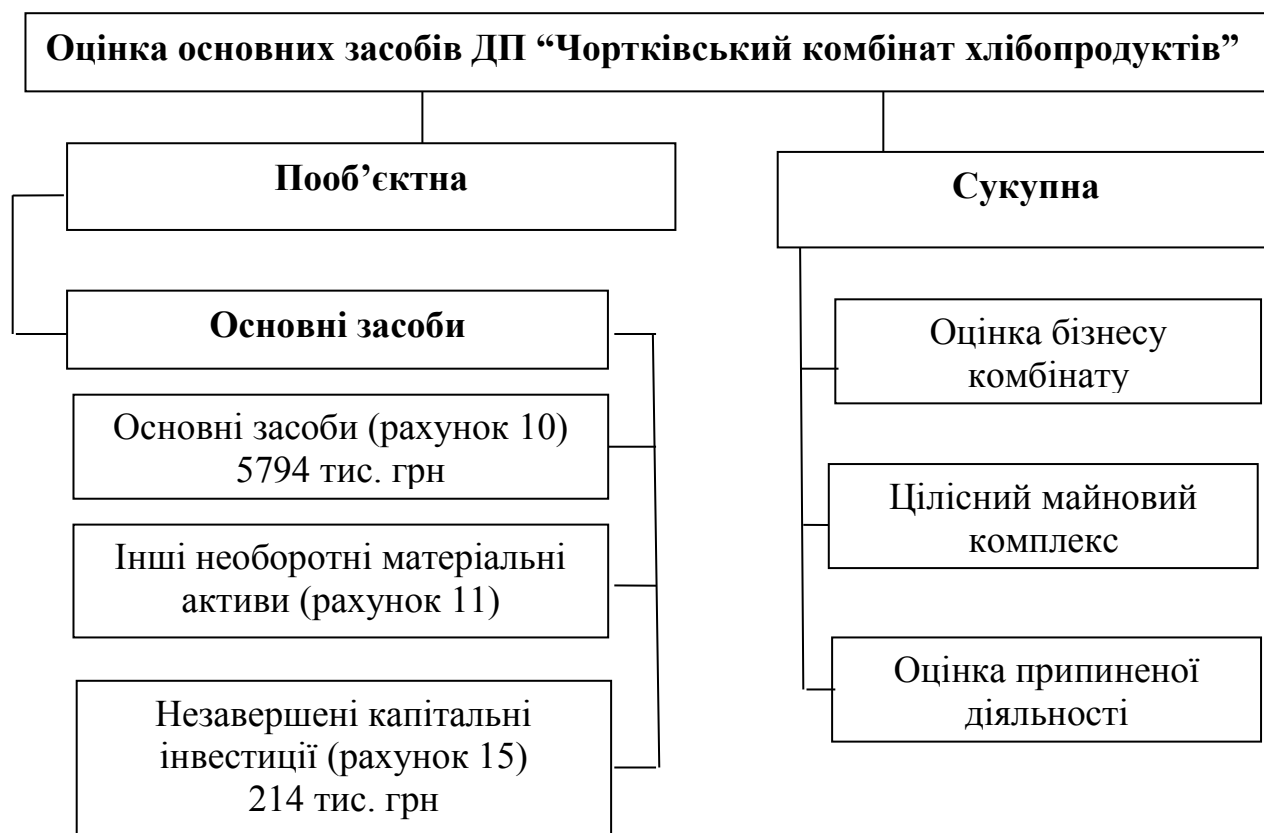 Оцінка основних засобів ДП “Чортківський комбінат хлібопродуктів”
Пооб’єктна
Сукупна
Основні засоби
Основні засоби (рахунок 10)
5794 тис. грн
Інші необоротні матеріальні
активи (рахунок 11)
Незавершені капітальні
інвестиції (рахунок 15)
214 тис. грн
Оцінка бізнесу
комбінату
Цілісний майновий
комплекс
Оцінка припиненої
діяльності